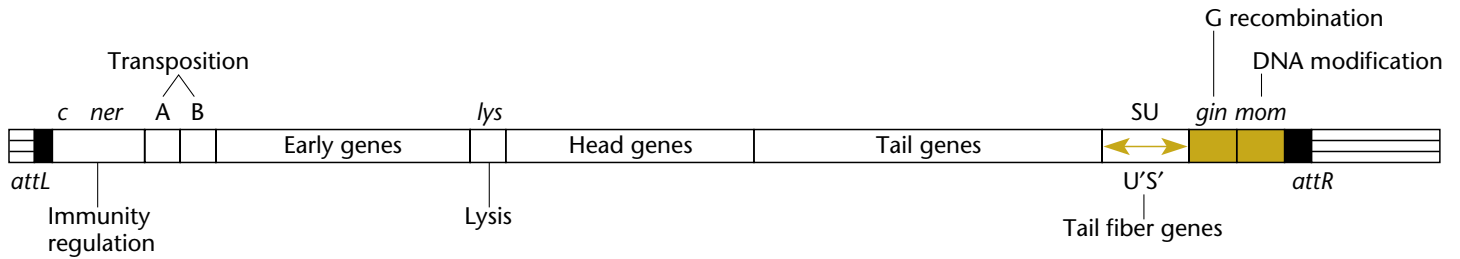 G recombination
Transposition
DNA modification
c ner A B lys SU gin mom
Early genes Head genes Tail genes
attL U′S′ attR
Immunity
regulation
Lysis
Tail fiber genes